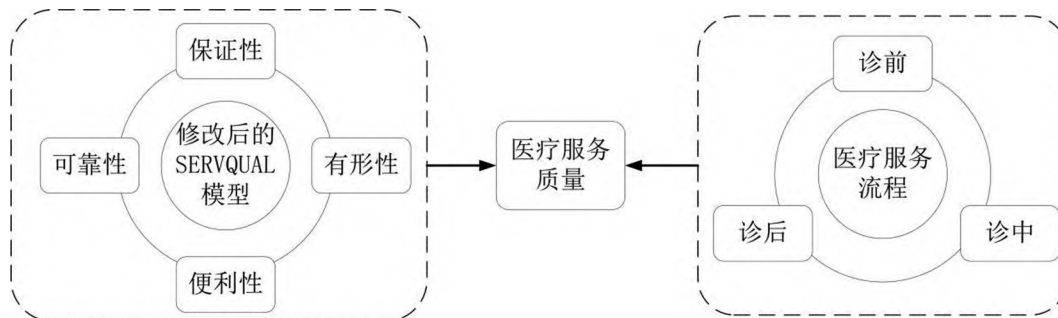 保证性
可靠性
修改后的
SERVQUAL
模型
有形性
便利性
医疗服务
质量
诊前
医疗服务
流程
诊后
诊中